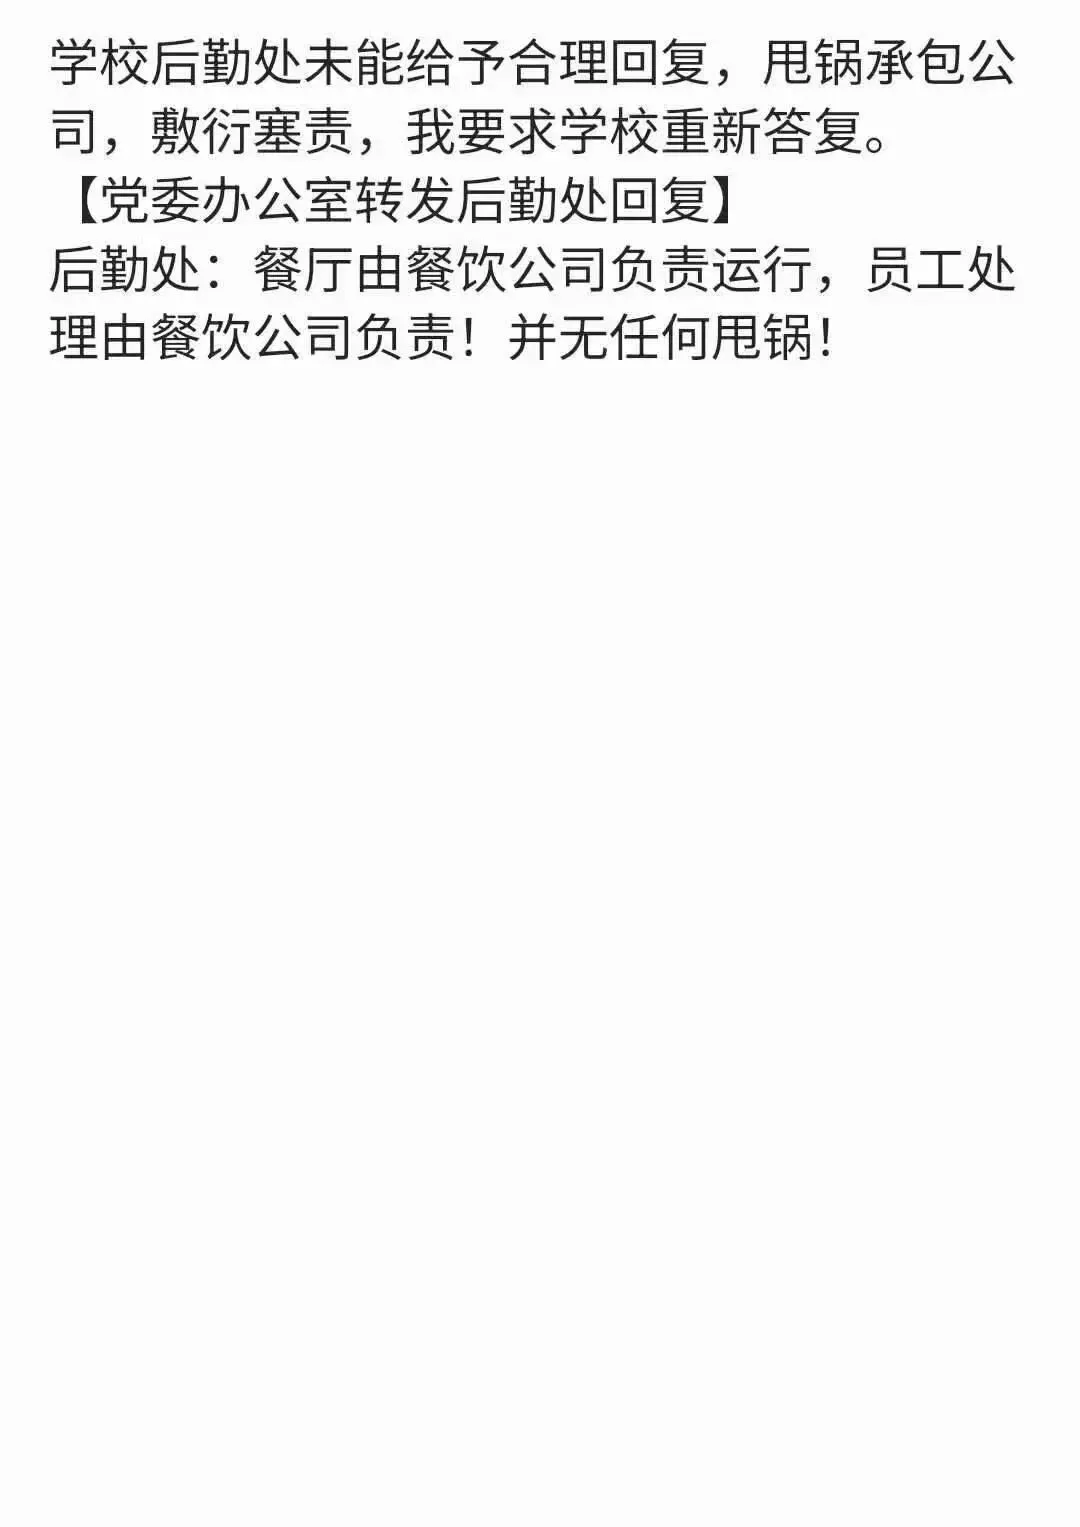 学校后勤处未能给予合理回复，甩锅承包公
司，敷衍塞责，我要求学校重新答复。
【党委办公室转发后勤处回复】
后勤处：餐厅由餐饮公司负责运行，员工处
理由餐饮公司负责！并无任何甩锅！